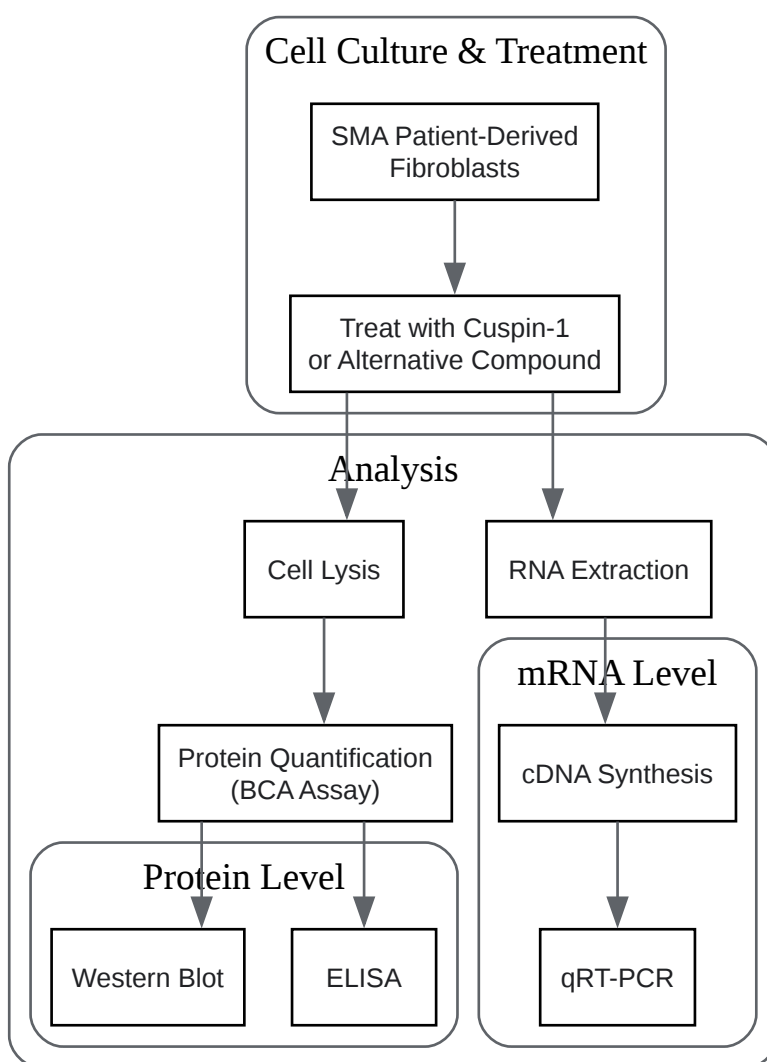 Cell Culture & Treatment
SMA Patient-Derived
Fibroblasts
Treat with Cuspin-1
or Alternative Compound
Analysis
Cell Lysis
RNA Extraction
mRNA Level
Protein Quantification
(BCA Assay)
cDNA Synthesis
Protein Level
Western Blot
ELISA
qRT-PCR